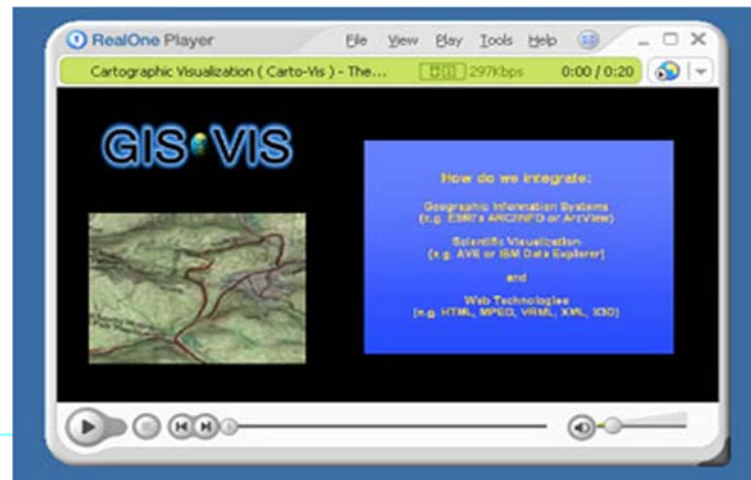 RealOne Player
File View Play Tools Help
Cartographic Visualization ( Carto-Vis ) - The... 297Kbps 0:00 / 0:20
GIS VIS
How do we integrate:
Geographic Information Systems
(e.g. ESRI's ARC/INFO or ArcView)
Scientific Visualization
(e.g. AVS or IBM Data Explorer)
and
Web Technologies
(e.g. HTML, MPEG, VRML, XML, X3D)